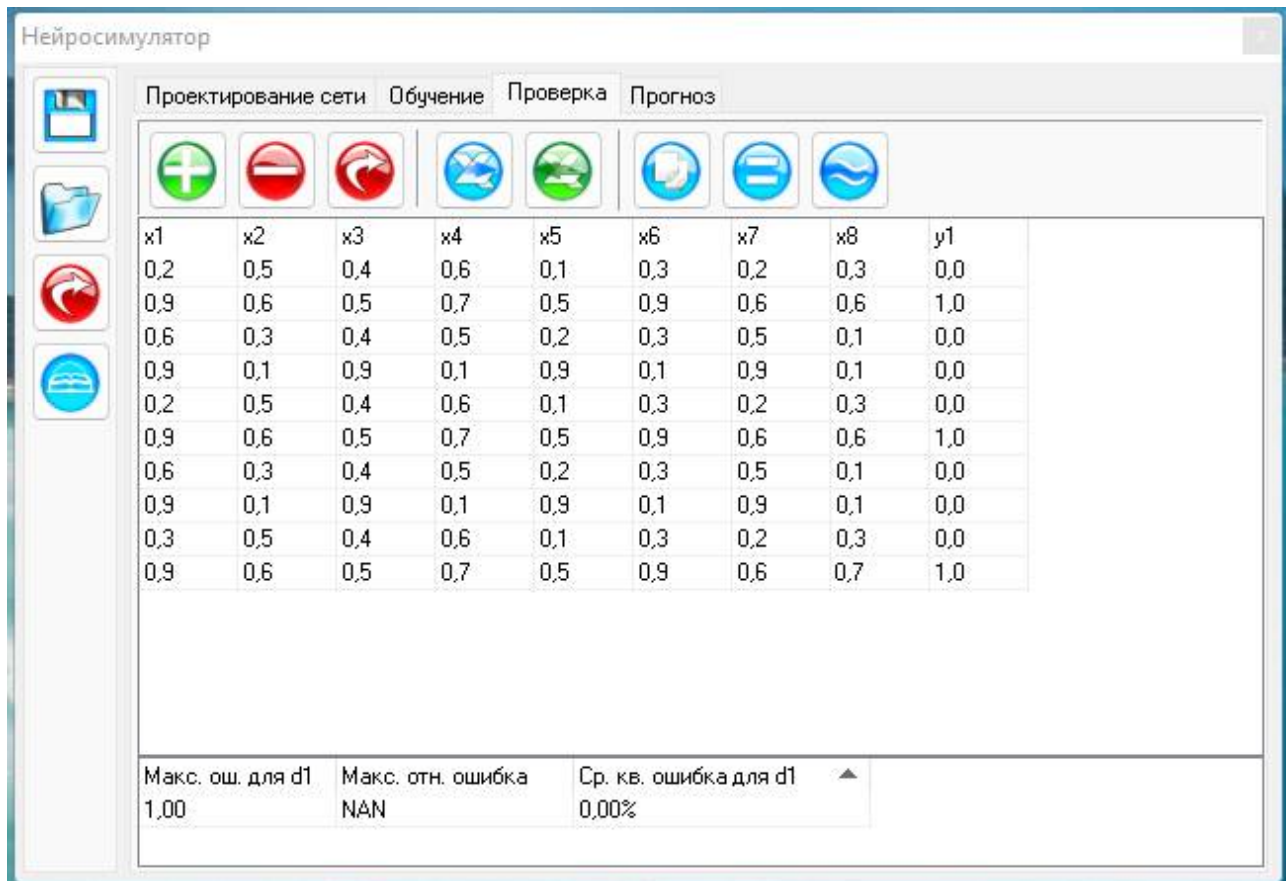 Нейросимулятор
Проектирование сети Обучение Проверка Прогноз
x1 x2 x3 x4 x5 x6 x7 x8 y1
0,2 0,5 0,4 0,6 0,1 0,3 0,2 0,3 0,0
0,9 0,6 0,5 0,7 0,5 0,9 0,6 0,6 1,0
0,6 0,3 0,4 0,5 0,2 0,3 0,5 0,1 0,0
0,9 0,1 0,9 0,1 0,9 0,1 0,9 0,1 0,0
0,2 0,5 0,4 0,6 0,1 0,3 0,2 0,3 0,0
0,9 0,6 0,5 0,7 0,5 0,9 0,6 0,6 1,0
0,6 0,3 0,4 0,5 0,2 0,3 0,5 0,1 0,0
0,9 0,1 0,9 0,1 0,9 0,1 0,9 0,1 0,0
0,3 0,5 0,4 0,6 0,1 0,3 0,2 0,3 0,0
0,9 0,6 0,5 0,7 0,5 0,9 0,6 0,7 1,0
Макс. ош. для d1 Макс. отн. ошибка Ср. кв. ошибка для d1
1,00 NAN 0,00%